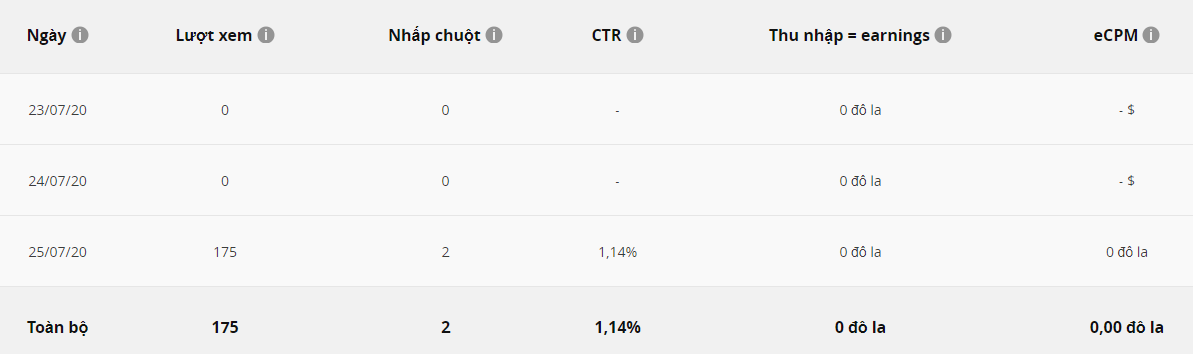 Ngày Lượt xem Nhấp chuột CTR Thu nhập = earnings eCPM
23/07/20 0 0 - 0 đô la - $
24/07/20 0 0 - 0 đô la - $
25/07/20 175 2 1,14% 0 đô la 0 đô la
Toàn bộ 175 2 1,14% 0 đô la 0,00 đô la